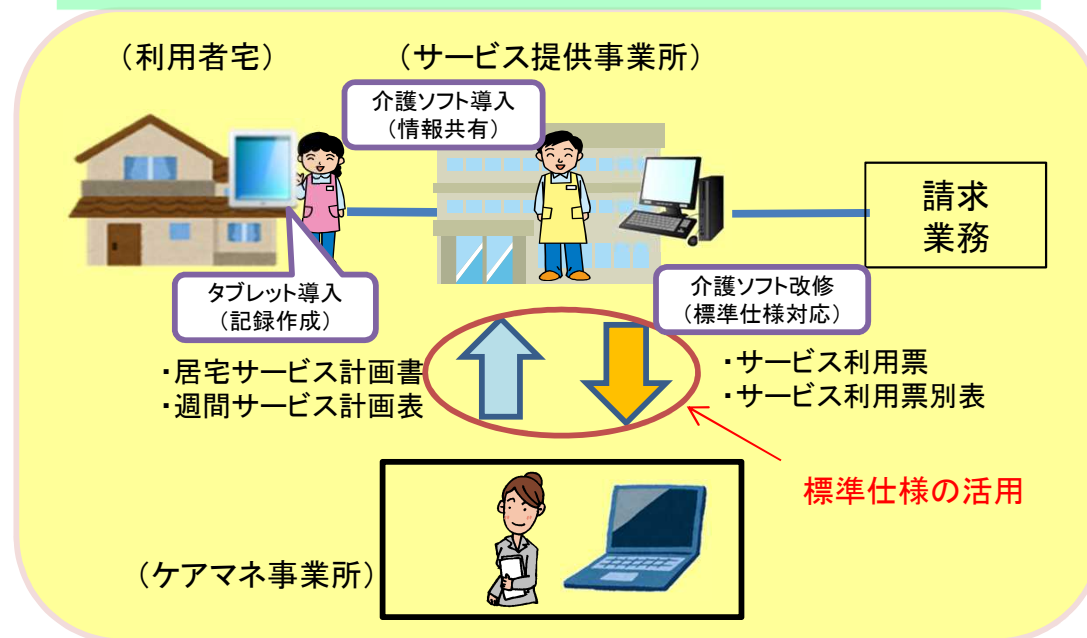 （利用者宅）
（サービス提供事業所）
介護ソフト導入
（情報共有）
請求
業務
タブレット導入
（記録作成）
介護ソフト改修
（標準仕様対応）
・居宅サービス計画書
・週間サービス計画表
・サービス利用票
・サービス利用票別表
標準仕様の活用
（ケアマネ事業所）